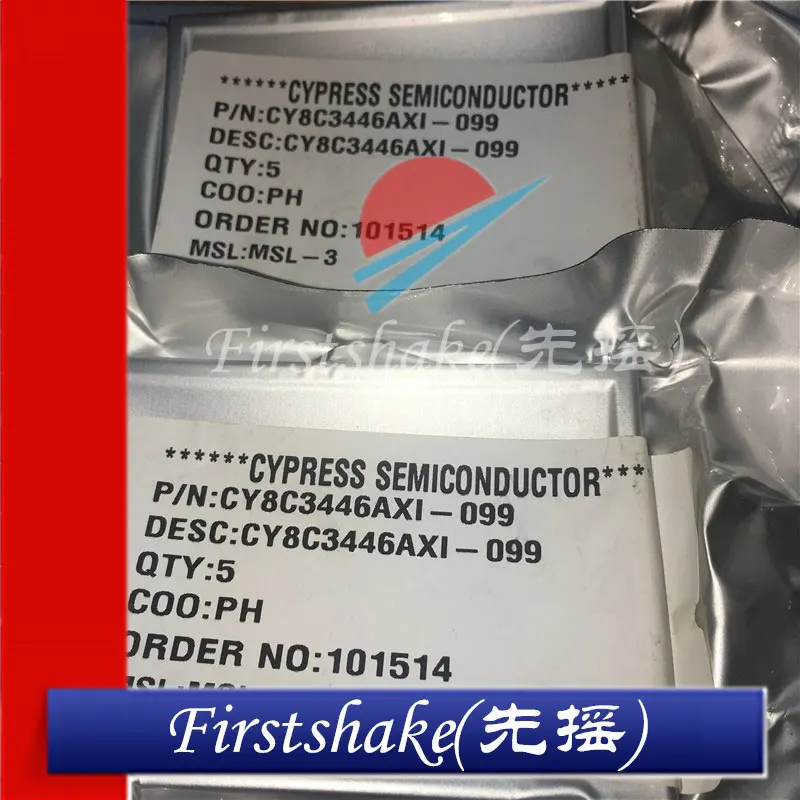 ******CYPRESS SEMICONDUCTOR*****
P/N:CY8C3446AXI-099
DESC:CY8C3446AXI-099
QTY:5
COO:PH
ORDER NO:101514
MSL:MSL-3
Firstshake(先摇)
******CYPRESS SEMICONDUCTOR***
P/N:CY8C3446AXI-099
DESC:CY8C3446AXI-099
QTY:5
COO:PH
ORDER NO:101514
Firstshake(先摇)